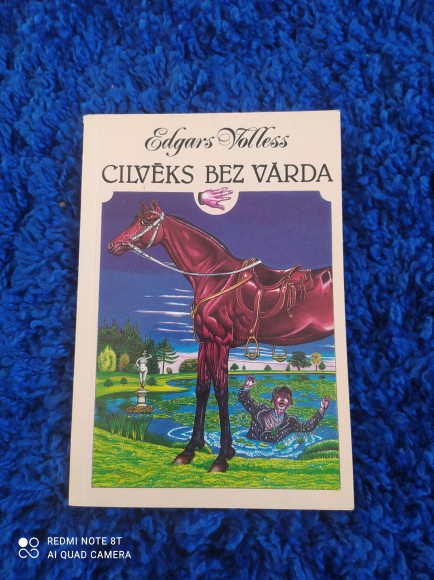 Edgars Volless
CILVĒKS BEZ VĀRDA
REDMI NOTE 8T
AI QUAD CAMERA